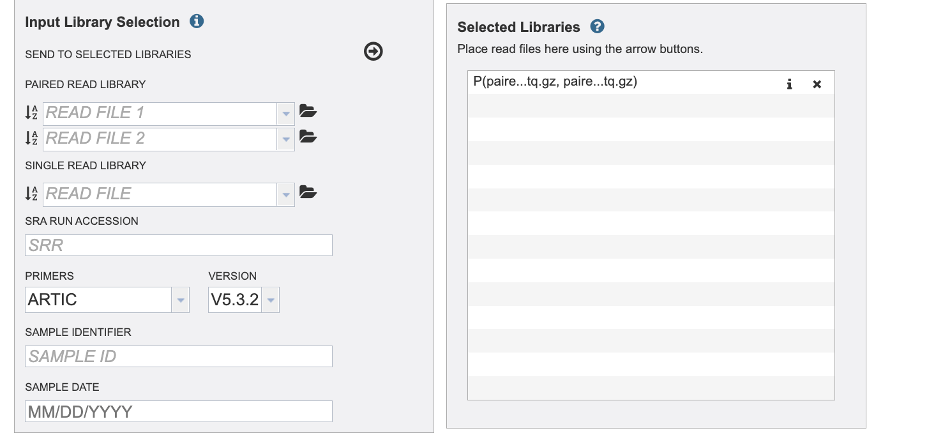 Input Library Selection
SEND TO SELECTED LIBRARIES
PAIRED READ LIBRARY
READ FILE 1
READ FILE 2
SINGLE READ LIBRARY
READ FILE
SRA RUN ACCESSION
SRR
PRIMERS VERSION
ARTIC V5.3.2
SAMPLE IDENTIFIER
SAMPLE ID
SAMPLE DATE
MM/DD/YYYY
Selected Libraries
Place read files here using the arrow buttons.
P(paire...tq.gz, paire...tq.gz)